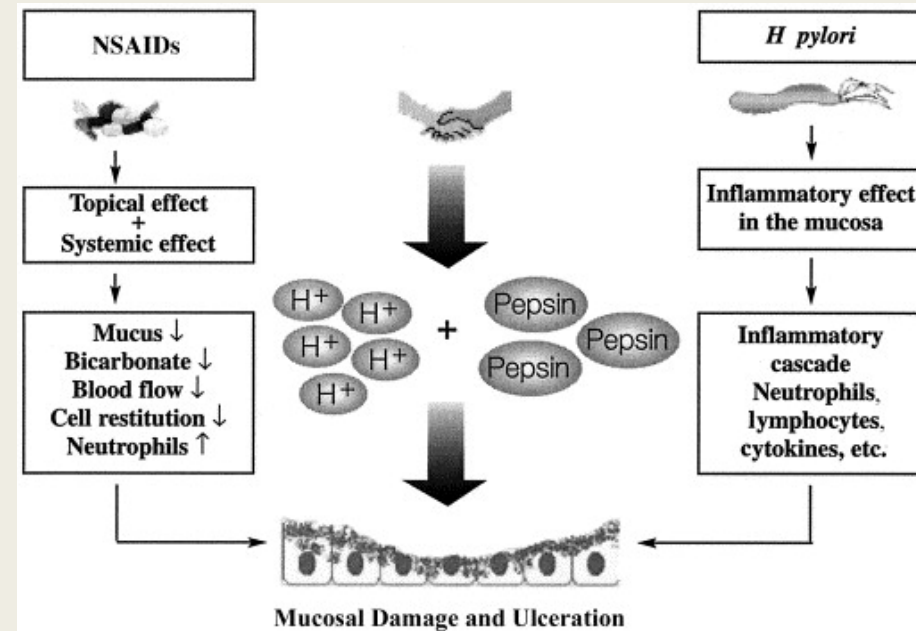 NSAIDs
Topical effect
+
Systemic effect
Mucus ↓
Bicarbonate ↓
Blood flow ↓
Cell restitution ↓
Neutrophils ↑
H+
H+
H+
H+
H+
+
Pepsin
Pepsin
Pepsin
H pylori
Inflammatory effect
in the mucosa
Inflammatory
cascade
Neutrophils,
lymphocytes,
cytokines, etc.
Mucosal Damage and Ulceration